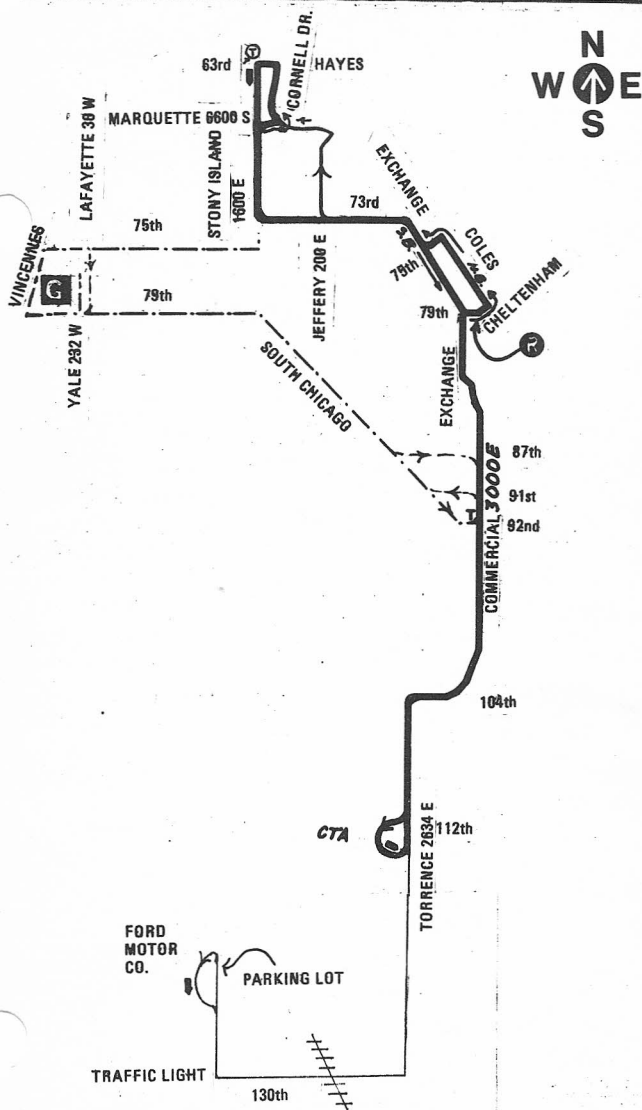 N
W E
S
63rd
T
HAYES
CORNELL DR.
MARQUETTE 6600 S
LAFAYETTE 38 W
STONY ISLAND
1600 E
73rd
EXCHANGE
COLES
CHELTENHAM
S.B.
N.B.
75th
VINCENNES
G
79th
YALE 232 W
JEFFERY 200 E
79th
79th
R
SOUTH CHICAGO
EXCHANGE
87th
91st
T
92nd
COMMERCIAL 3000E
104th
CTA
112th
TORRENCE 2634 E
FORD
MOTOR
CO.
PARKING LOT
TRAFFIC LIGHT
130th